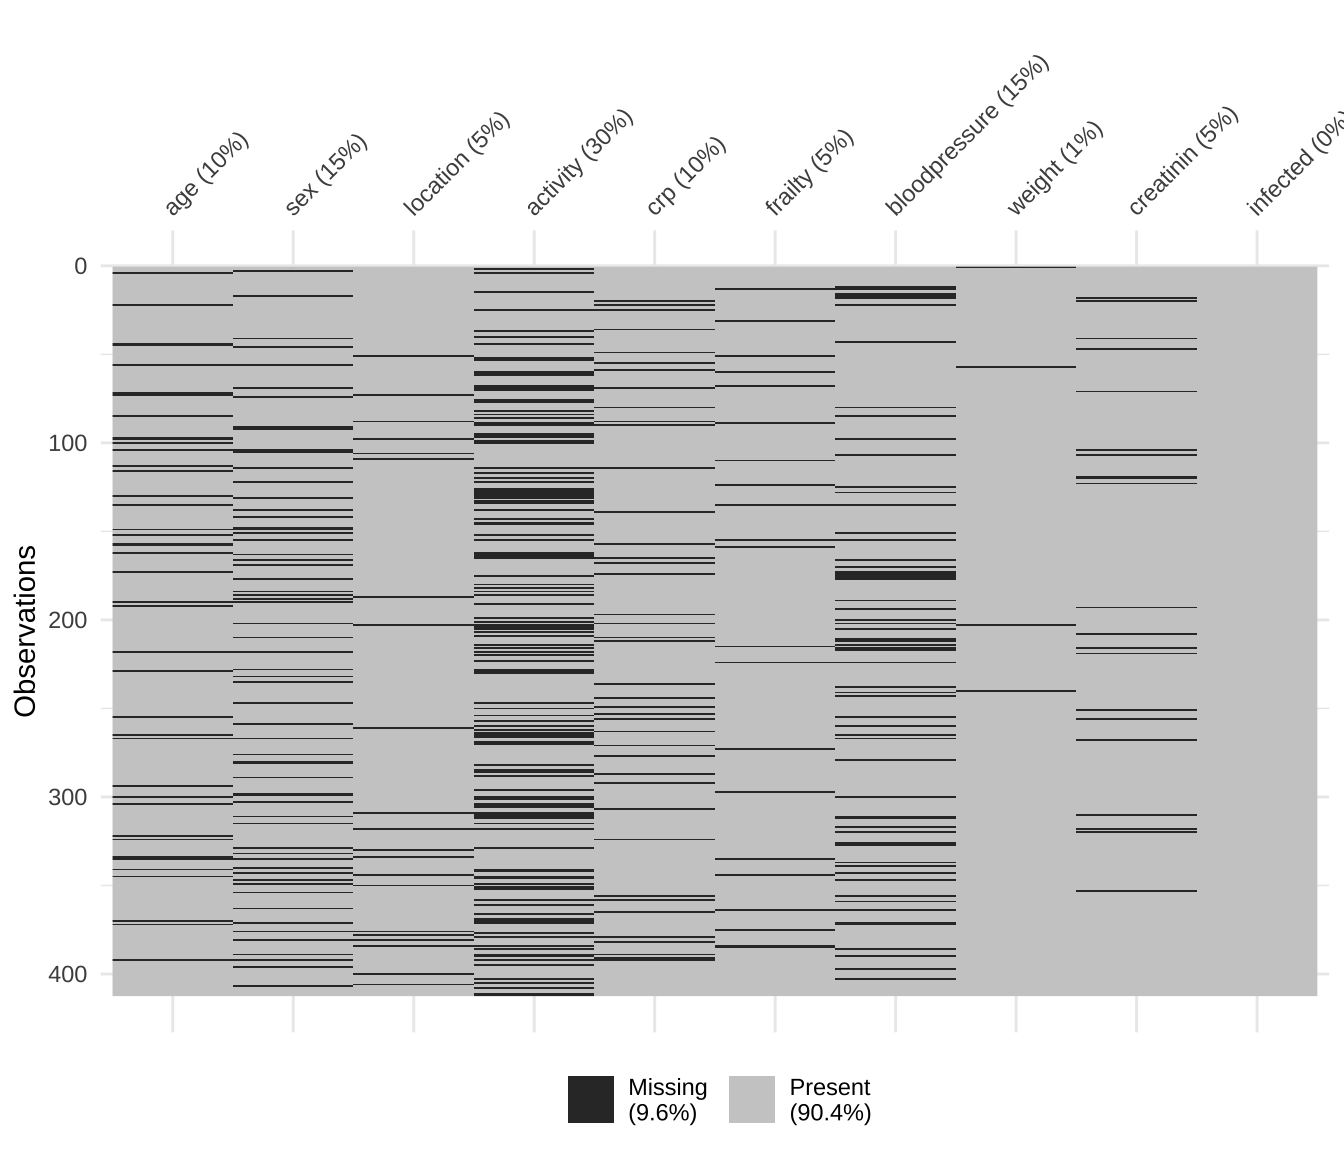 age (10%)
sex (15%)
location (5%)
activity (30%)
crp (10%)
frailty (5%)
bloodpressure (15%)
weight (1%)
creatinin (5%)
infected (0%
0
100
200
300
400
Observations
Missing
(9.6%)
Present
(90.4%)